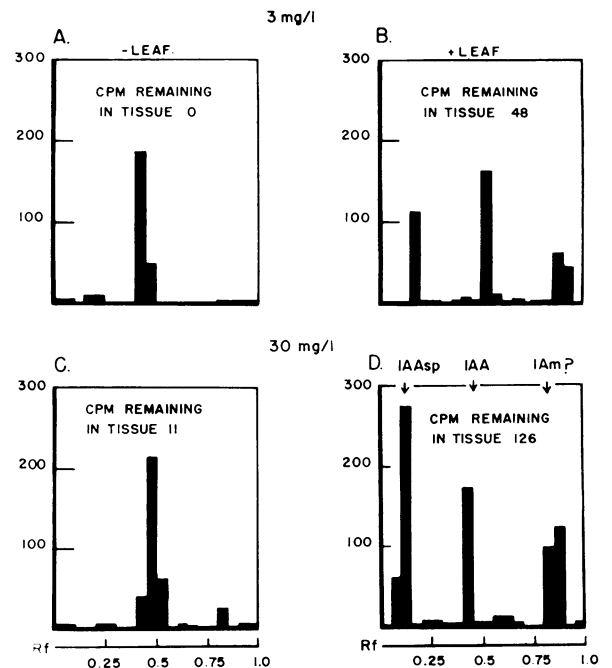 3 mg/l
A.
-LEAF.
300
200
100
CPM REMAINING
IN TISSUE 0
B.
+LEAF
300
200
100
CPM REMAINING
IN TISSUE 48
30 mg/l
C.
300
200
100
CPM REMAINING
IN TISSUE 11
D.
IAAsp IAA IAm?
300
200
100
CPM REMAINING
IN TISSUE 126
Rf 0.25 0.5 0.75 1.0
Rf 0.25 0.5 0.75 1.0